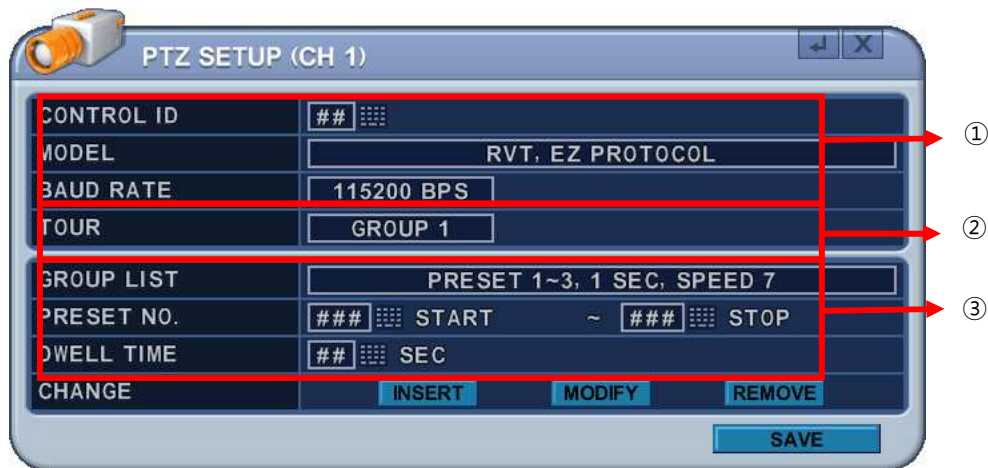 PTZ SETUP (CH 1) X
CONTROL ID ##
MODEL RVT, EZ PROTOCOL
①
BAUD RATE 115200 BPS
TOUR GROUP 1
②
GROUP LIST PRESET 1~3, 1 SEC, SPEED 7
PRESET NO. ### START ~ ### STOP
③
DWELL TIME ## SEC
CHANGE INSERT MODIFY REMOVE
SAVE